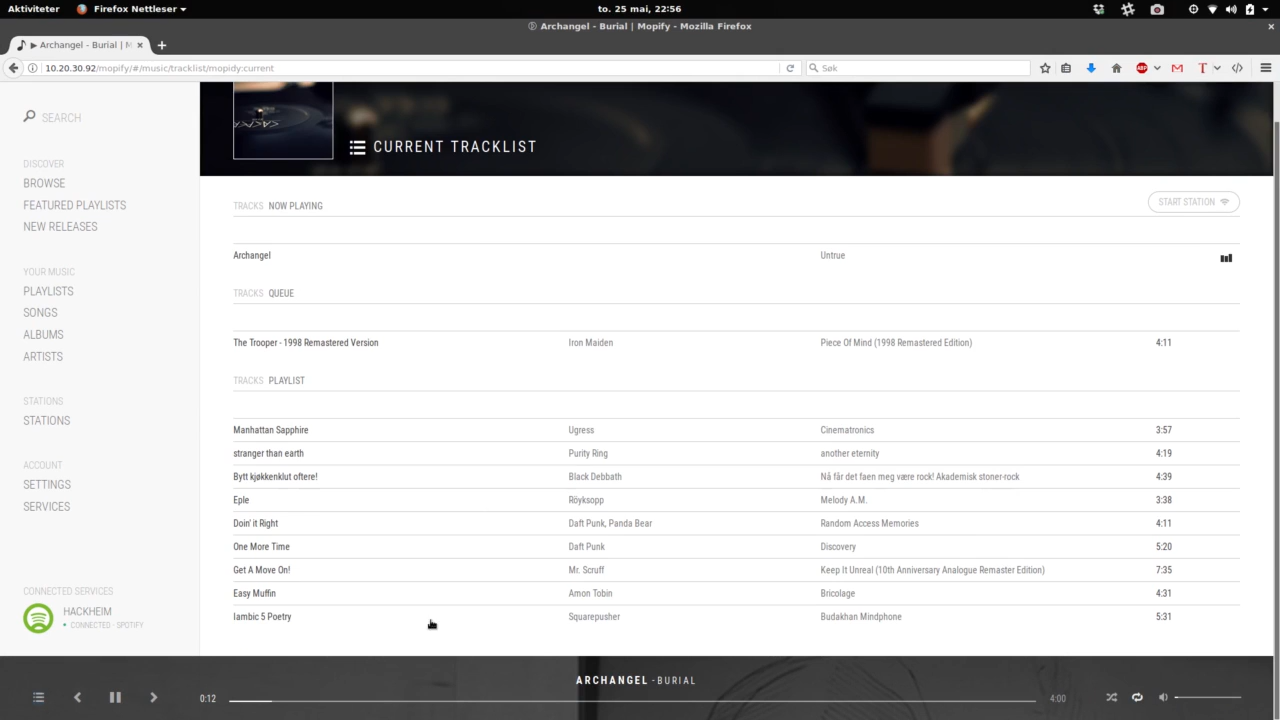 Aktiviteter Firefox Nettleser to. 25 mai, 22:56
Archangel - Burial | Mopify - Mozilla Firefox
▶ Archangel - Burial | M
10.20.30.92/mopify/#/music/tracklist/mopidy:current Søk
SEARCH
DISCOVER
BROWSE
FEATURED PLAYLISTS
NEW RELEASES
YOUR MUSIC
PLAYLISTS
SONGS
ALBUMS
ARTISTS
STATIONS
STATIONS
ACCOUNT
SETTINGS
SERVICES
CONNECTED SERVICES
HACKHEIM
• CONNECTED - SPOTIFY
CURRENT TRACKLIST
TRACKS NOW PLAYING START STATION
Archangel Untrue
TRACKS QUEUE
The Trooper - 1998 Remastered Version Iron Maiden Piece Of Mind (1998 Remastered Edition) 4:11
TRACKS PLAYLIST
Manhattan Sapphire Ugress Cinematronics 3:57
stranger than earth Purity Ring another eternity 4:19
Bytt kjøkkenklut oftere! Black Debbath Nå får det faen meg være rock! Akademisk stoner-rock 4:39
Eple Röyksopp Melody A.M. 3:38
Doin' it Right Daft Punk, Panda Bear Random Access Memories 4:11
One More Time Daft Punk Discovery 5:20
Get A Move On! Mr. Scruff Keep It Unreal (10th Anniversary Analogue Remaster Edition) 7:35
Easy Muffin Amon Tobin Bricolage 4:31
Iambic 5 Poetry Squarepusher Budakhan Mindphone 5:31
ARCHANGEL - BURIAL
0:12 4:00